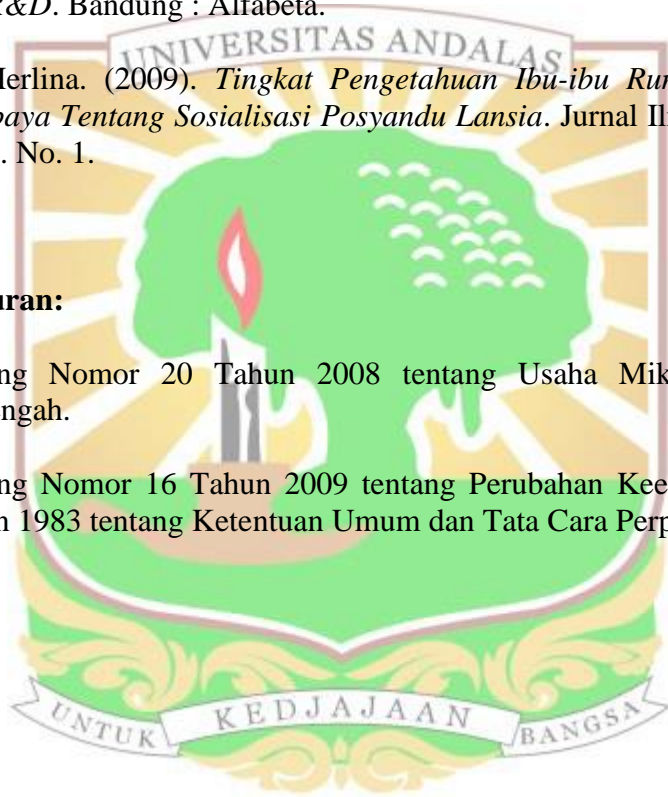 R&D. Bandung : Alfabeta.
UNIVERSITAS ANDALAS
Merlina. (2009). Tingkat Pengetahuan Ibu-ibu
baya Tentang Sosialisasi Posyandu Lansia. Jurnal
. No. 1.
uran:
ng Nomor 20 Tahun 2008 tentang Usaha Mik
ngah.
ng Nomor 16 Tahun 2009 tentang Perubahan Kee
n 1983 tentang Ketentuan Umum dan Tata Cara Perp
UNTUK KEDJAJAAN BANGSA